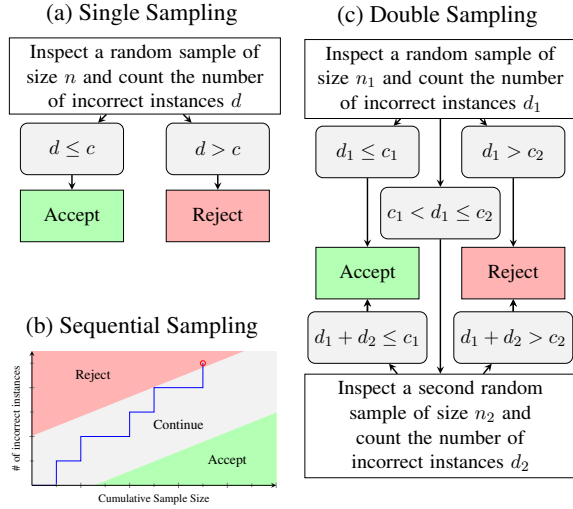 (a) Single Sampling
Inspect a random sample of
size n and count the number
of incorrect instances d
d ≤ c
d > c
Accept
Reject
(b) Sequential Sampling
Reject
Continue
Accept
# of incorrect instances
Cumulative Sample Size
(c) Double Sampling
Inspect a random sample of
size n₁ and count the number
of incorrect instances d₁
d₁ ≤ c₁
d₁ > c₂
c₁ < d₁ ≤ c₂
Accept
Reject
d₁ + d₂ ≤ c₁
d₁ + d₂ > c₂
Inspect a second random
sample of size n₂ and
count the number of
incorrect instances d₂